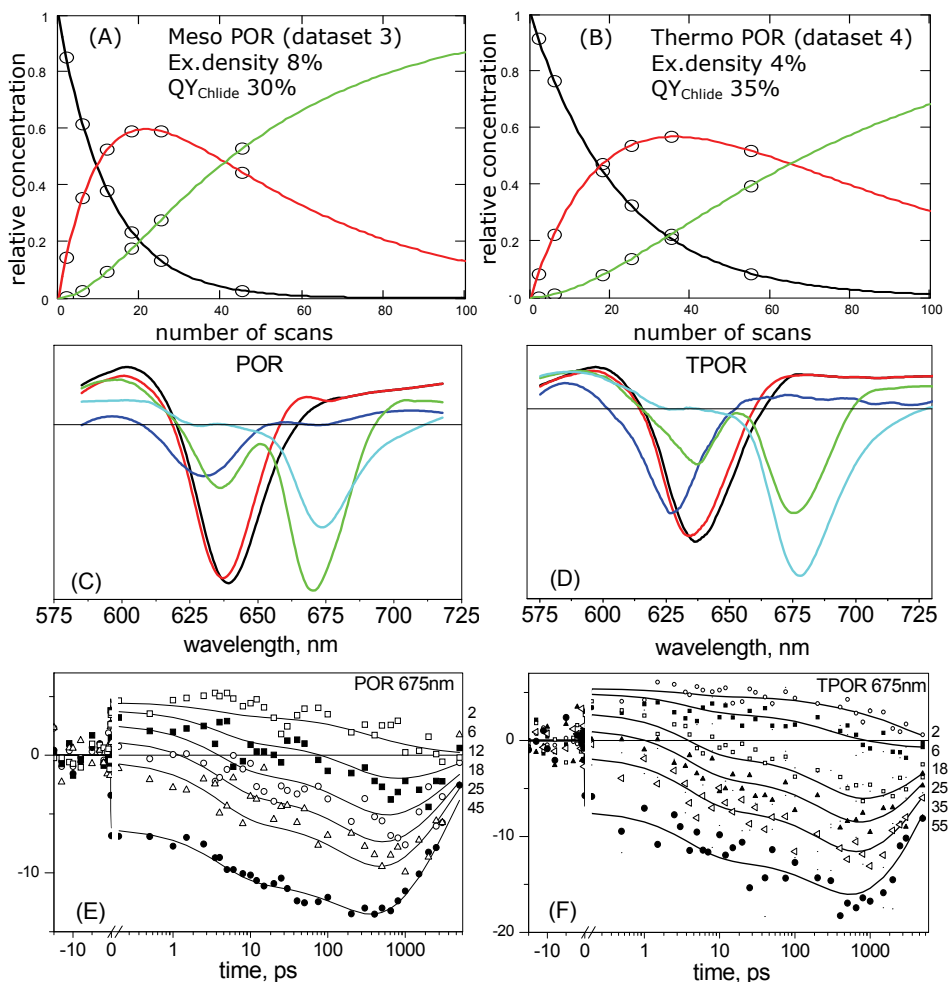 (A) Meso POR (dataset 3)
Ex.density 8%
QY Chlide 30%
relative concentration
1
0.8
0.6
0.4
0.2
0
0 20 40 60 80 100
number of scans
(B) Thermo POR (dataset 4)
Ex.density 4%
QY Chlide 35%
relative concentration
1
0.8
0.6
0.4
0.2
0
0 20 40 60 80 100
number of scans
POR
(C)
575 600 625 650 675 700
wavelength, nm
TPOR
(D)
575 600 625 650 675 700 725
wavelength, nm
POR 675nm
2
6
12
18
25
45
0
-10
(E)
-10 0 1 10 100 1000
time, ps
TPOR 675nm
2
6
18
25
35
55
0
-10
-20
(F)
-10 0 1 10 100 1000
time, ps